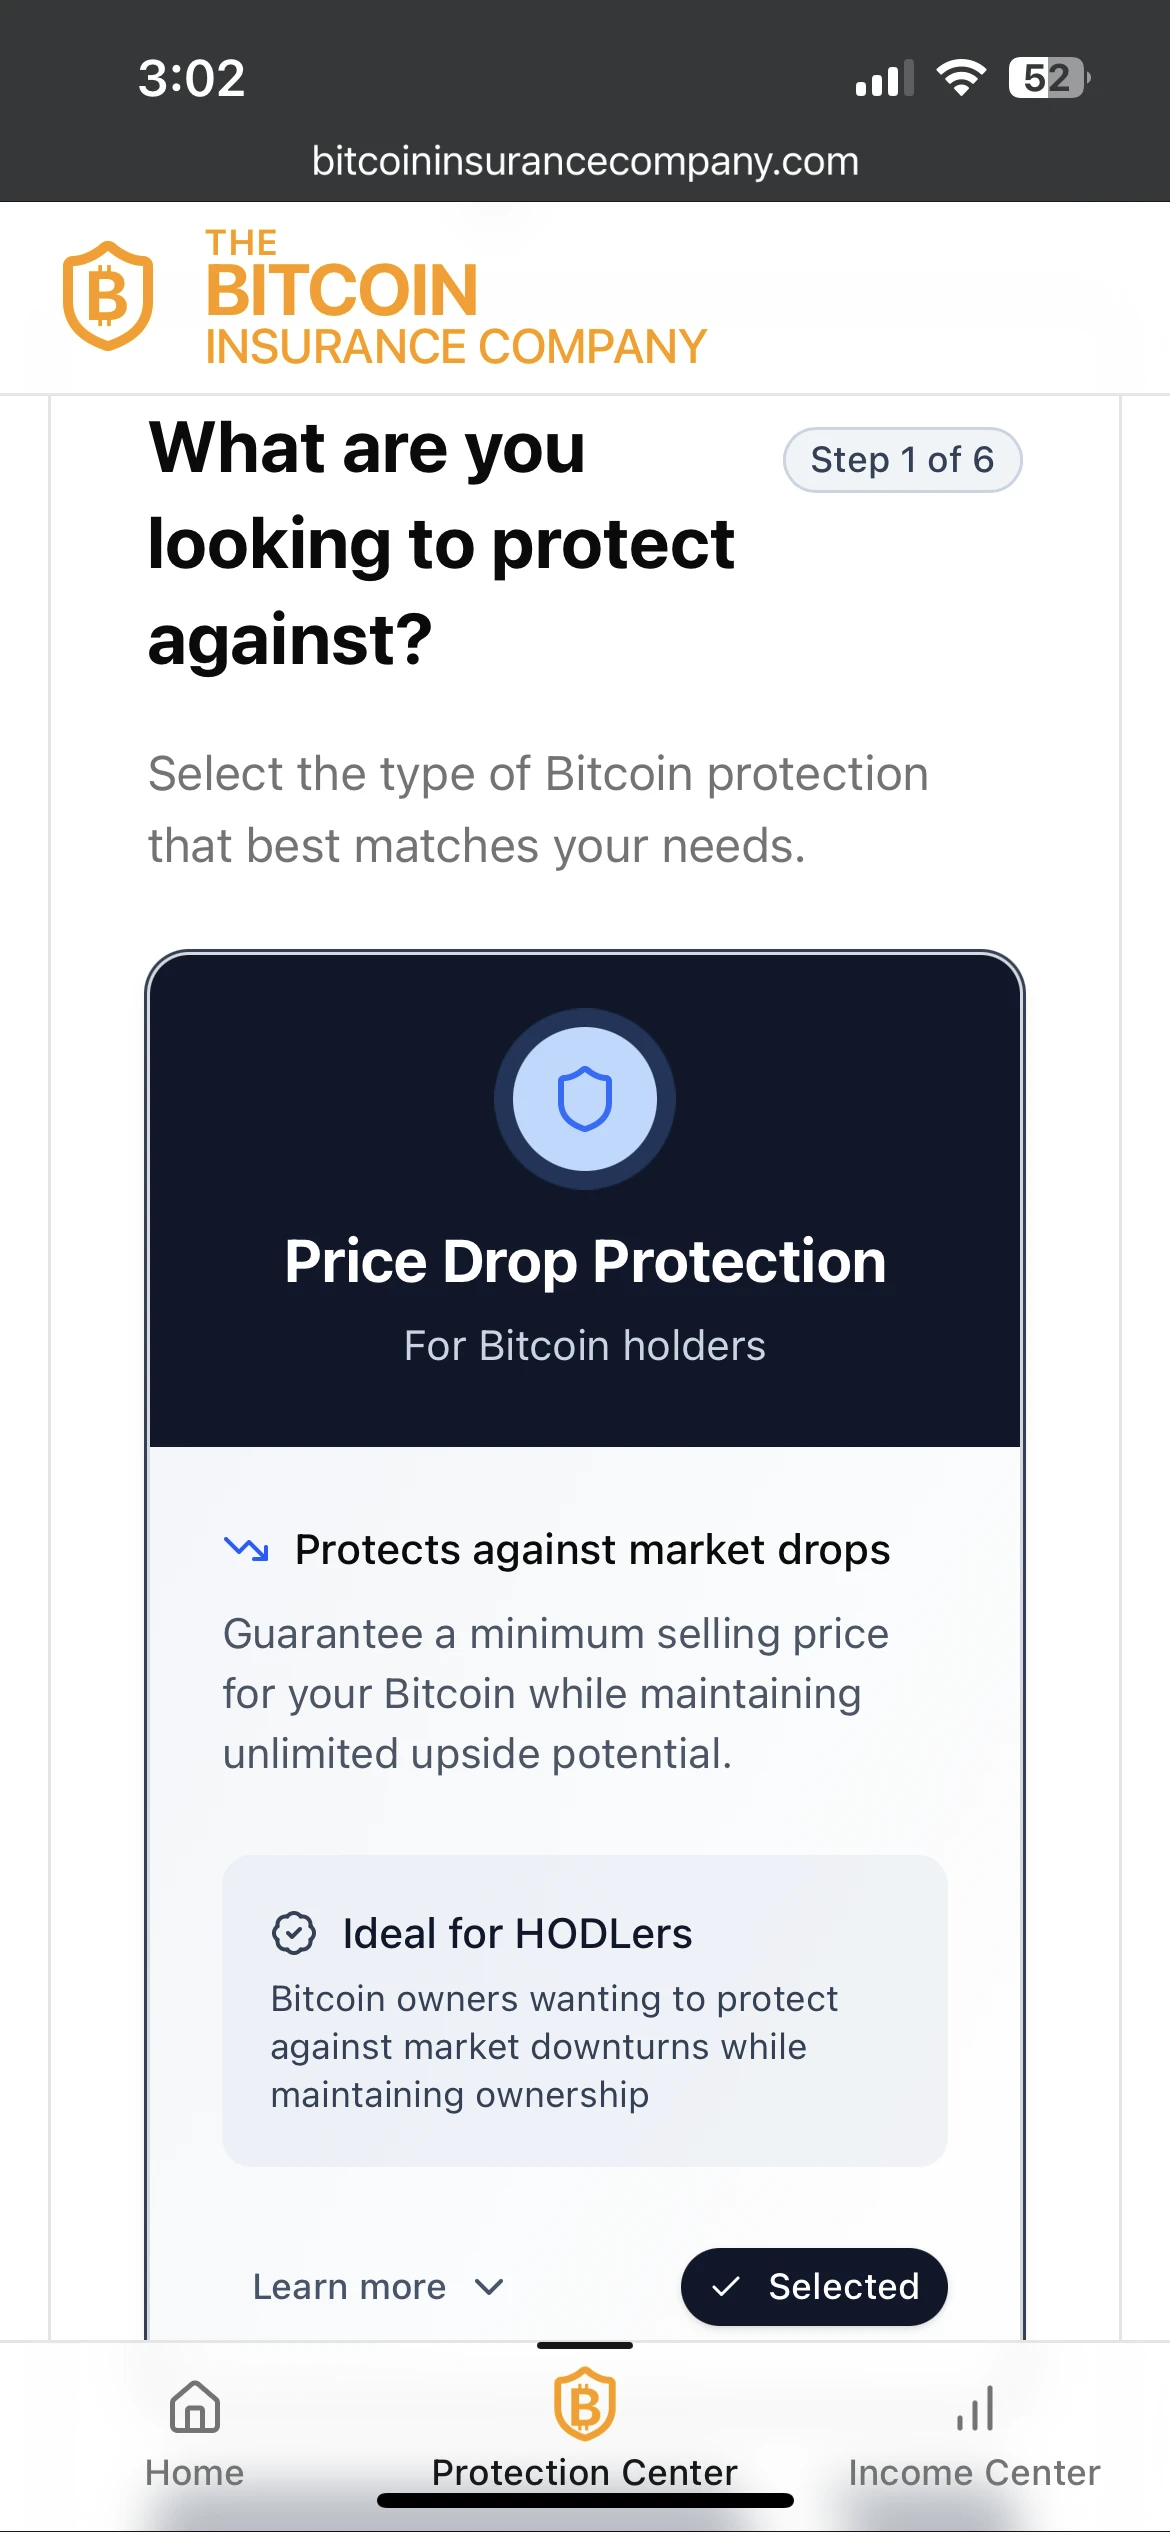 3:02
52
bitcoininsurancecompany.com
THE
BITCOIN
INSURANCE COMPANY
What are you
looking to protect
against?
Step 1 of 6
Select the type of Bitcoin protection
that best matches your needs.
Price Drop Protection
For Bitcoin holders
Protects against market drops
Guarantee a minimum selling price
for your Bitcoin while maintaining
unlimited upside potential.
Ideal for HODLers
Bitcoin owners wanting to protect
against market downturns while
maintaining ownership
Learn more
Selected
Home
Protection Center
Income Center